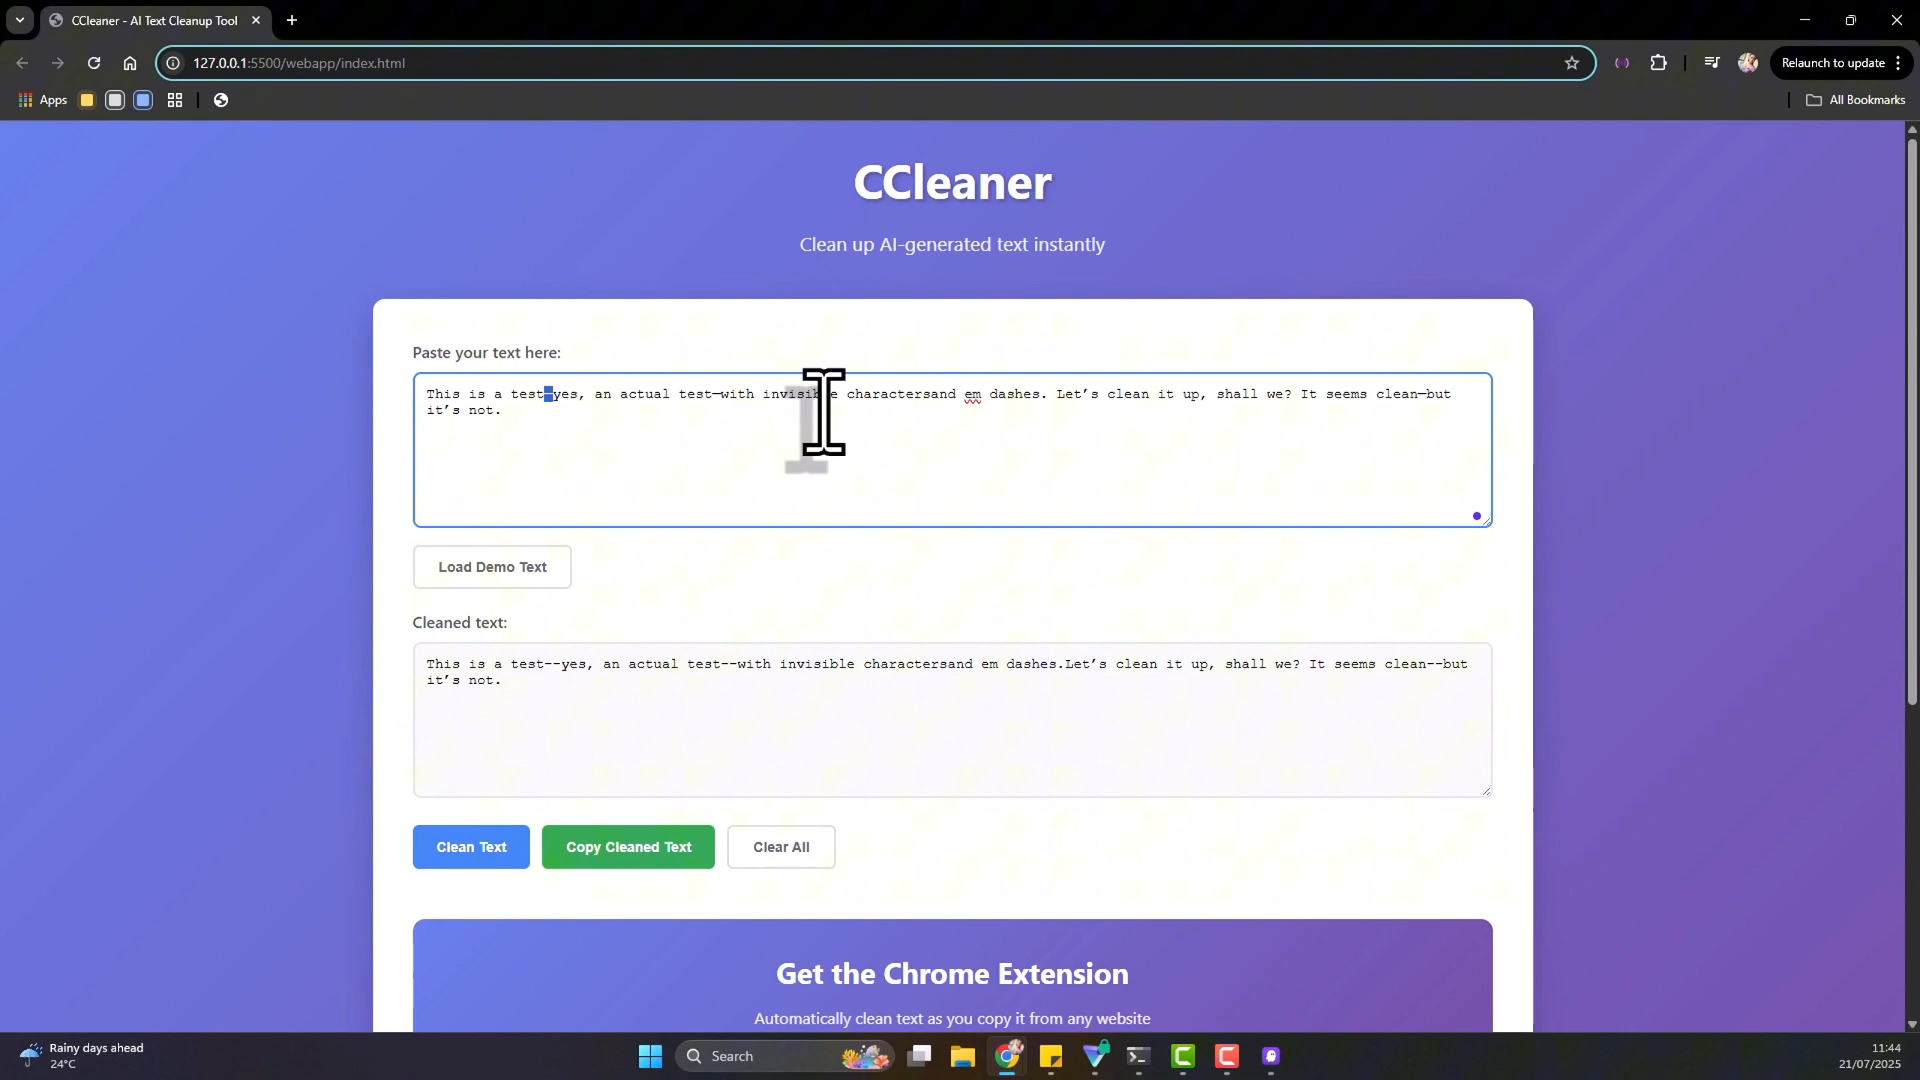 CCleaner - AI Text Cleanup Tool
127.0.0.1:5500/webapp/index.html
Relaunch to update
Apps
All Bookmarks
CCleaner
Clean up AI-generated text instantly
Paste your text here:
This is a test—yes, an actual test—with invisible charactersand em dashes. Let’s clean it up, shall we? It seems clean—but
it’s not.
Load Demo Text
Cleaned text:
This is a test--yes, an actual test--with invisible charactersand em dashes.Let’s clean it up, shall we? It seems clean--but
it’s not.
Clean Text
Copy Cleaned Text
Clear All
Get the Chrome Extension
Automatically clean text as you copy it from any website
Rainy days ahead
24°C
Search
11:44
21/07/2025